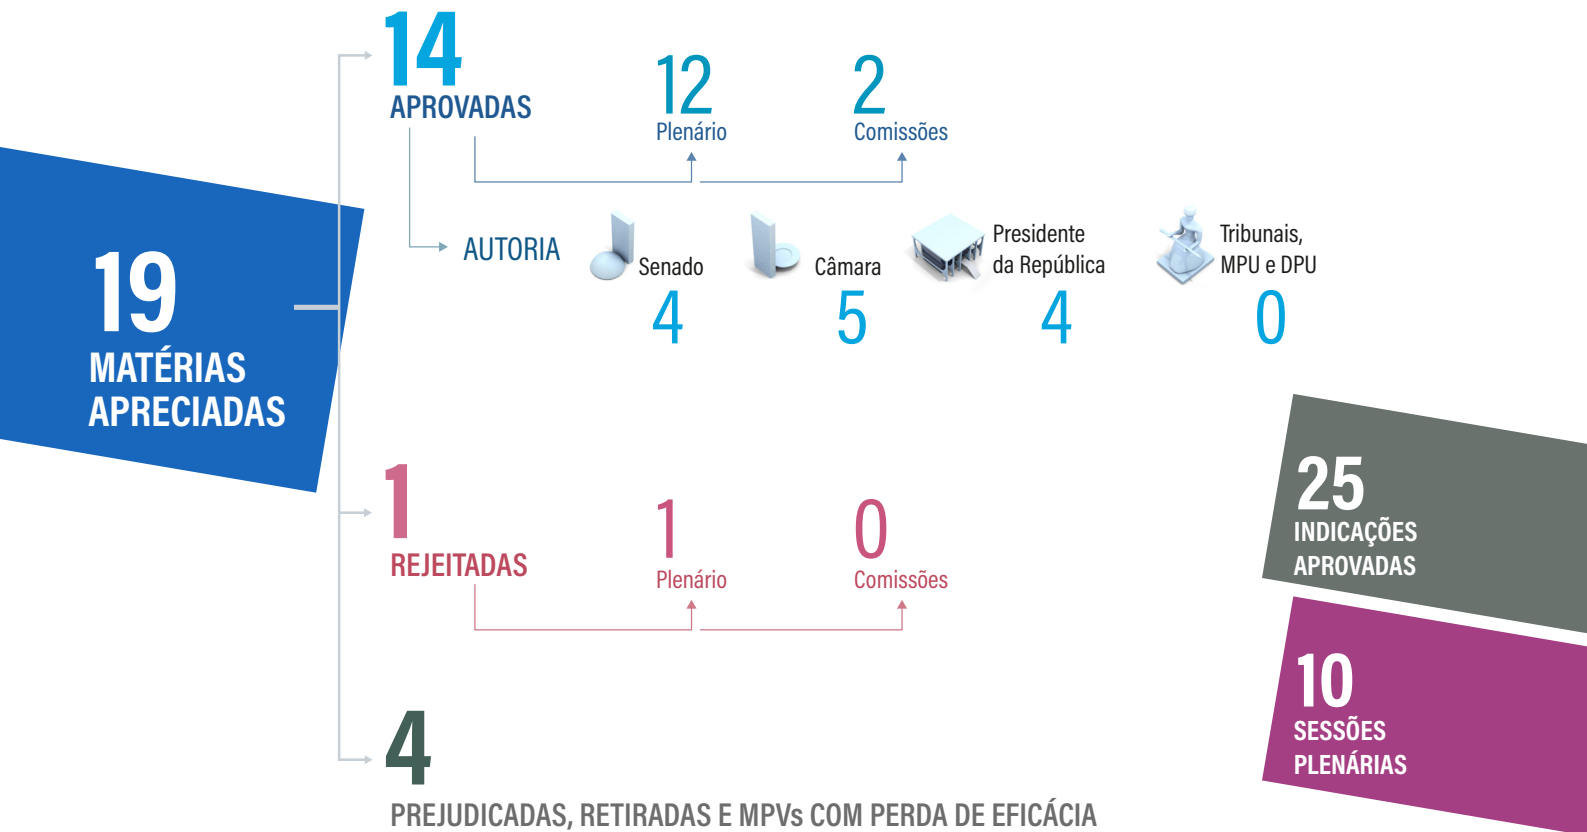 19
MATÉRIAS
APRECIADAS
14
APROVADAS
12
Plenário
2
Comissões
AUTORIA
Senado
4
Câmara
5
Presidente
da República
4
Tribunais,
MPU e DPU
0
1
REJEITADAS
1
Plenário
0
Comissões
4
PREJUDICADAS, RETIRADAS E MPVs COM PERDA DE EFICÁCIA
25
INDICAÇÕES
APROVADAS
10
SESSÕES
PLENÁRIAS